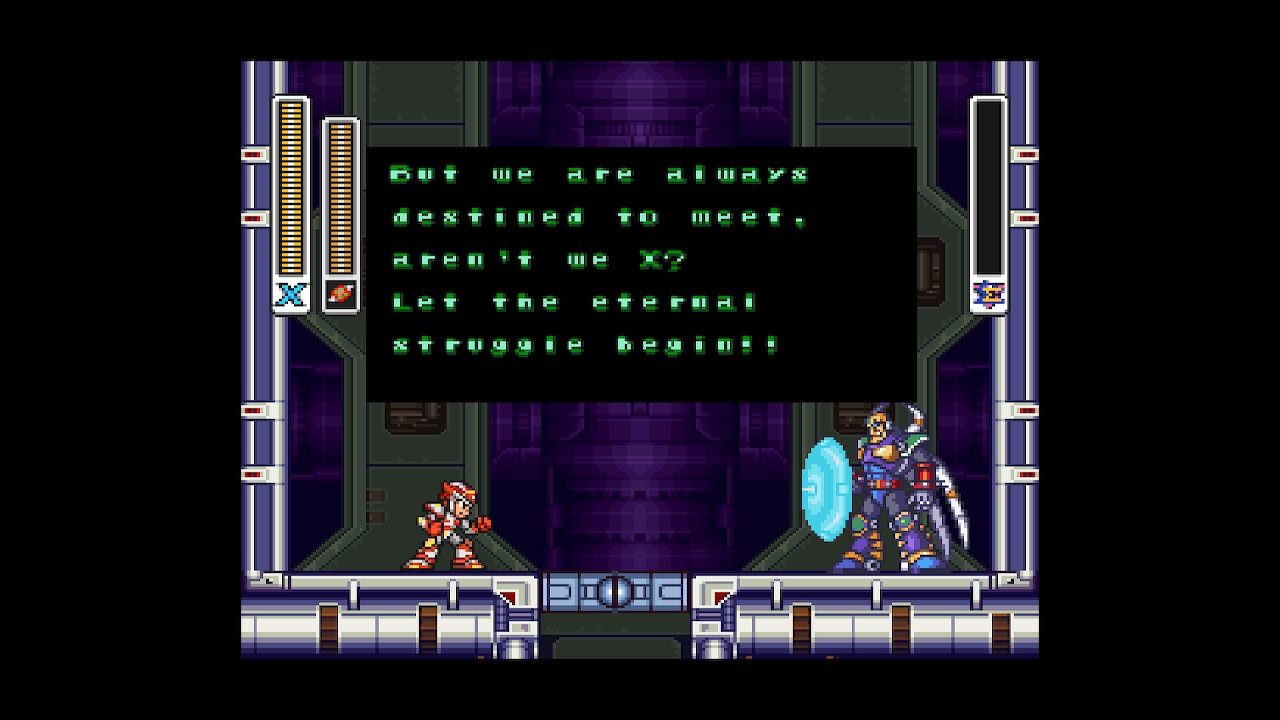 But we are always
destined to meet,
aren't we X?
Let the eternal
struggle begin!!
X